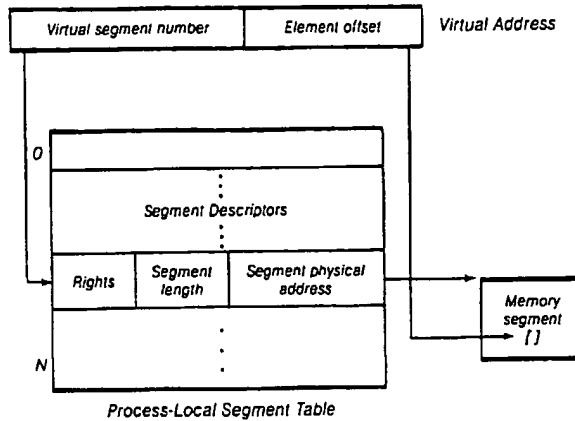 Virtual segment number
Element offset
Virtual Address
0
Segment Descriptors
Rights
Segment
length
Segment physical
address
Memory
segment
[ ]
N
Process-Local Segment Table